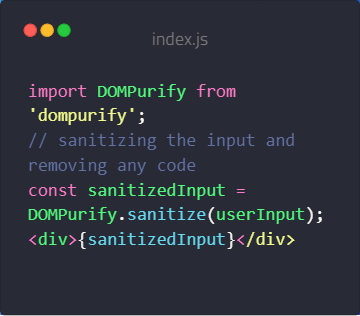 index.js
import DOMPurify from
'dompurify';
// sanitizing the input and
removing any code
const sanitizedInput =
DOMPurify.sanitize(userInput);
<div>{sanitizedInput}</div>